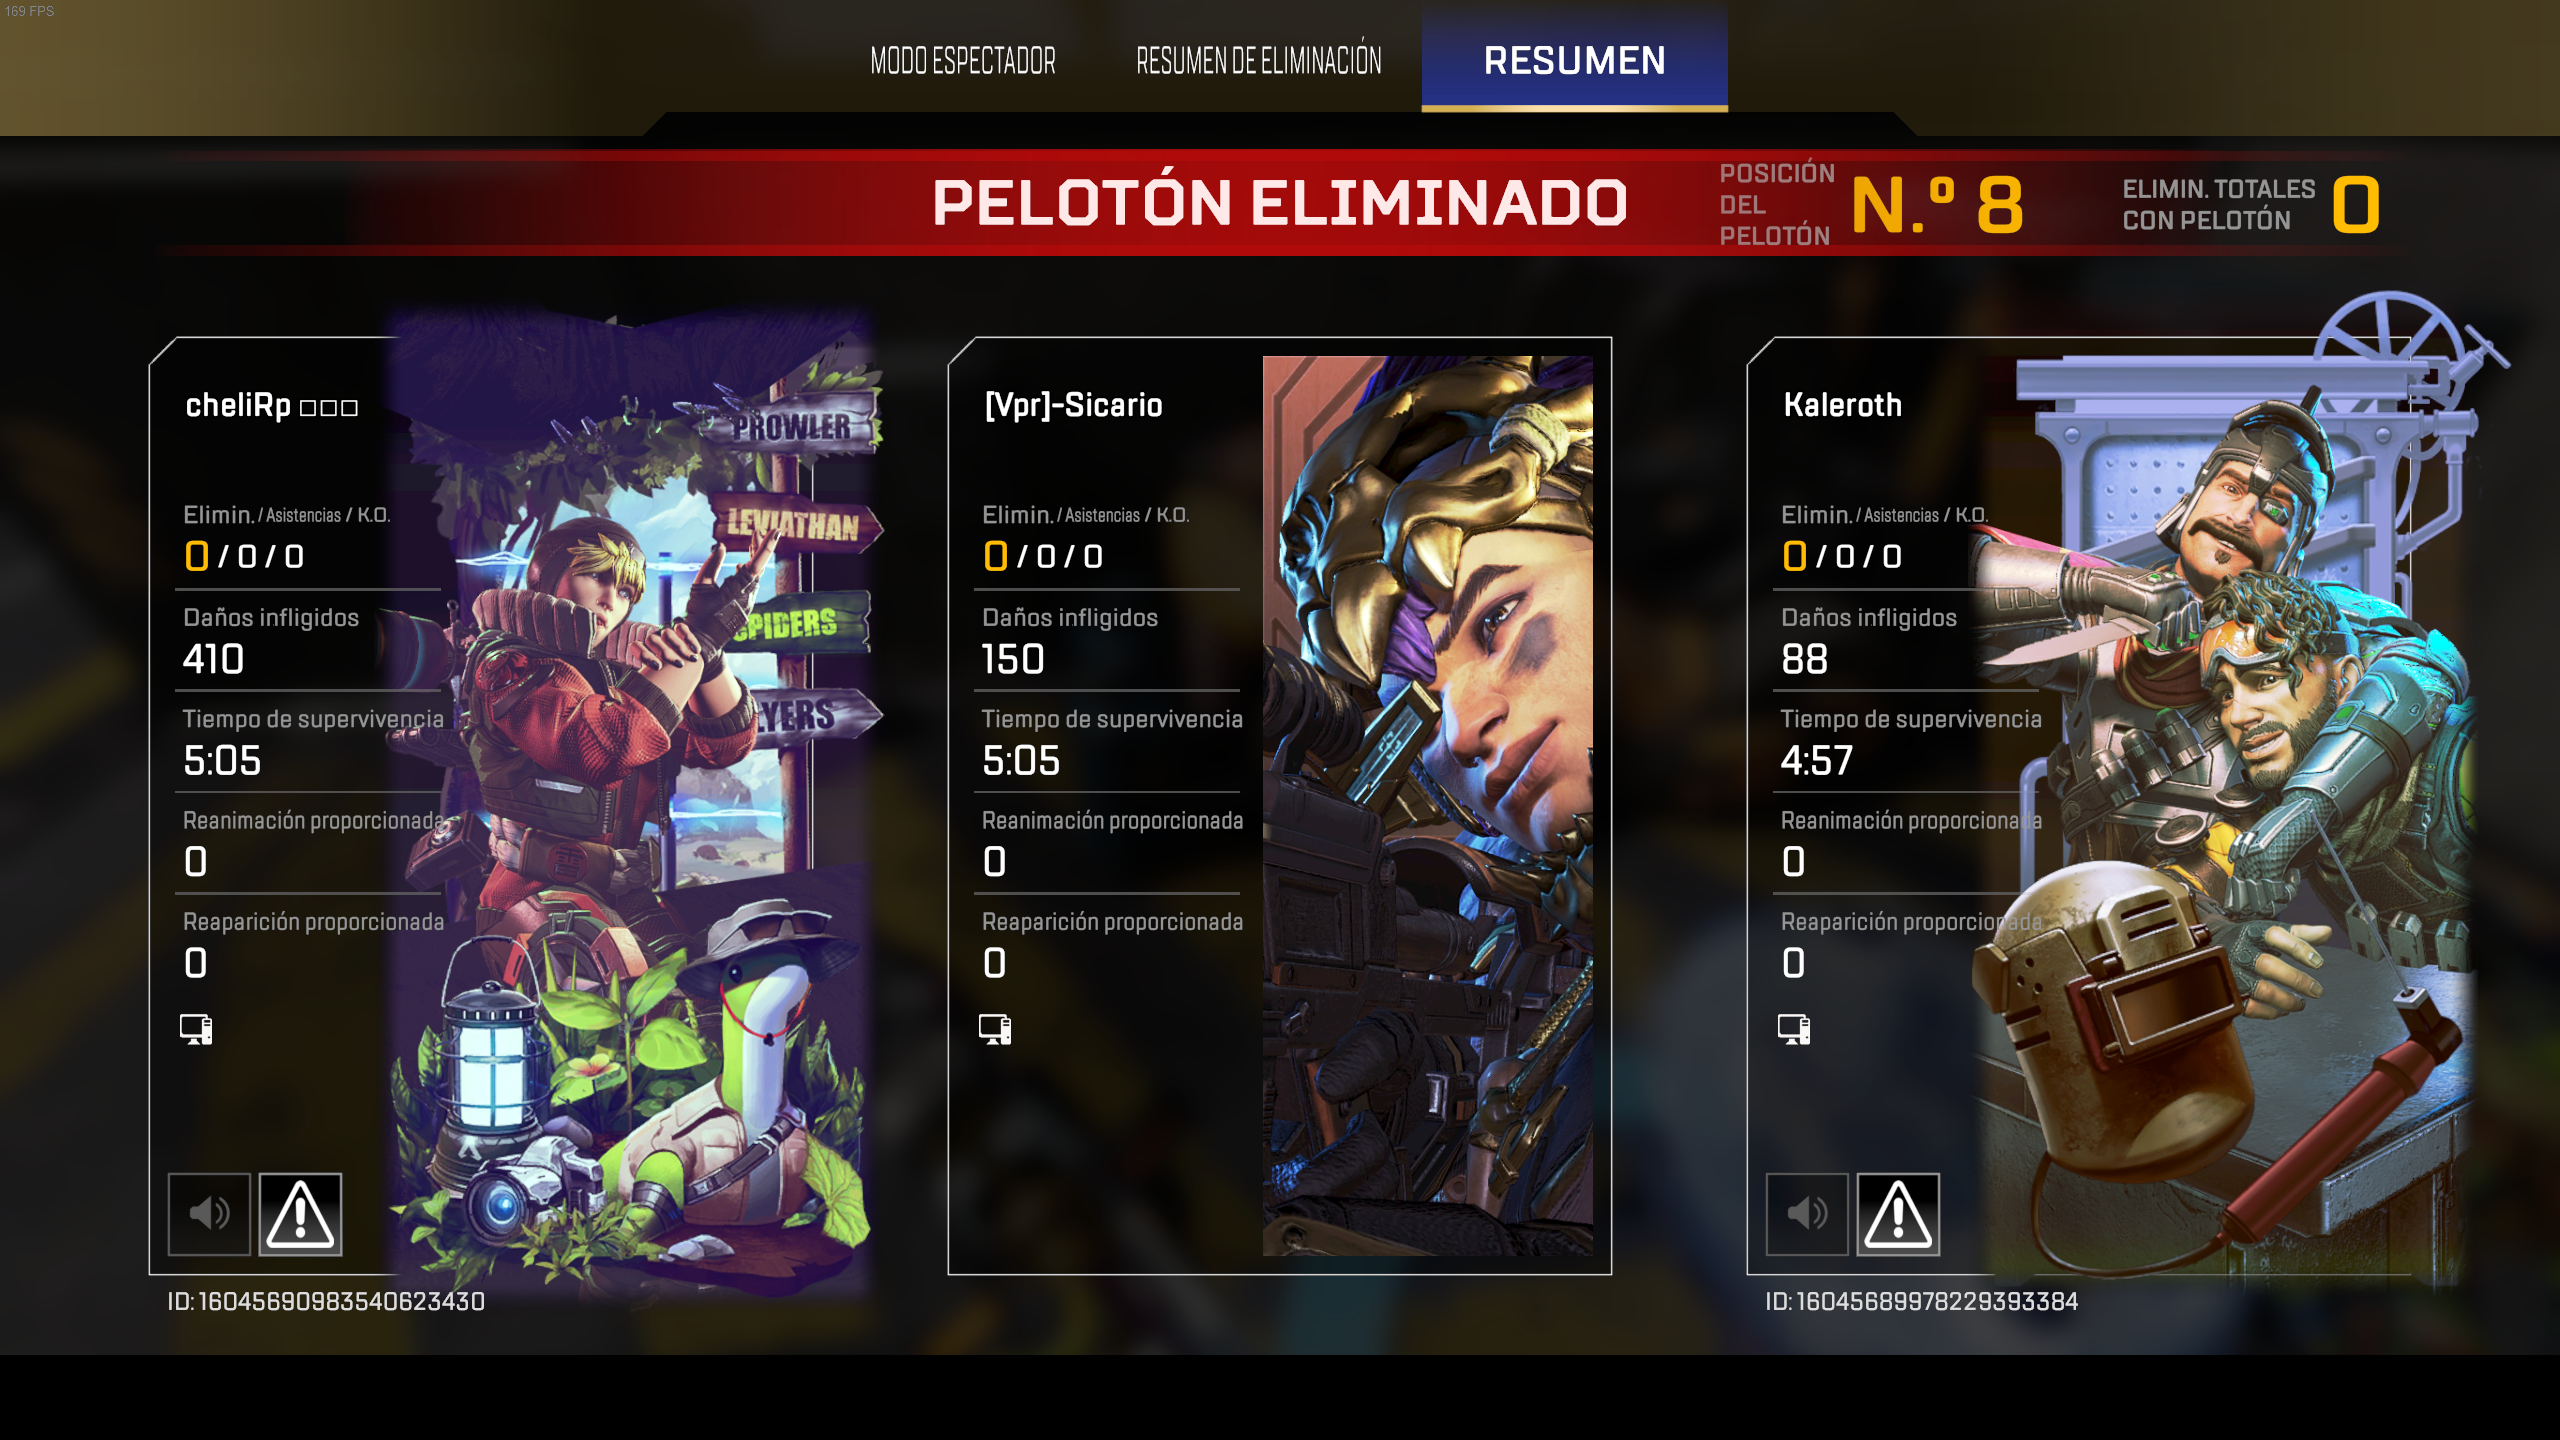 169 FPS
MODO ESPECTADOR
RESUMEN DE ELIMINACIÓN
RESUMEN
PELOTÓN ELIMINADO
POSICIÓN
DEL
PELOTÓN
N.º 8
ELIMIN. TOTALES
CON PELOTÓN
0
cheliRp □□□
Elimin. / Asistencias / K.O.
0 / 0 / 0
Daños infligidos
410
Tiempo de supervivencia
5:05
Reanimación proporcionada
0
Reaparición proporcionada
0
PROWLER
LEVIATHAN
SPIDERS
YERS
ID: 16045690983540623430
[Vpr]-Sicario
Elimin. / Asistencias / K.O.
0 / 0 / 0
Daños infligidos
150
Tiempo de supervivencia
5:05
Reanimación proporcionada
0
Reaparición proporcionada
0
Kaleroth
Elimin. / Asistencias / K.O.
0 / 0 / 0
Daños infligidos
88
Tiempo de supervivencia
4:57
Reanimación proporcionada
0
Reaparición proporcionada
0
ID: 16045689978229393384